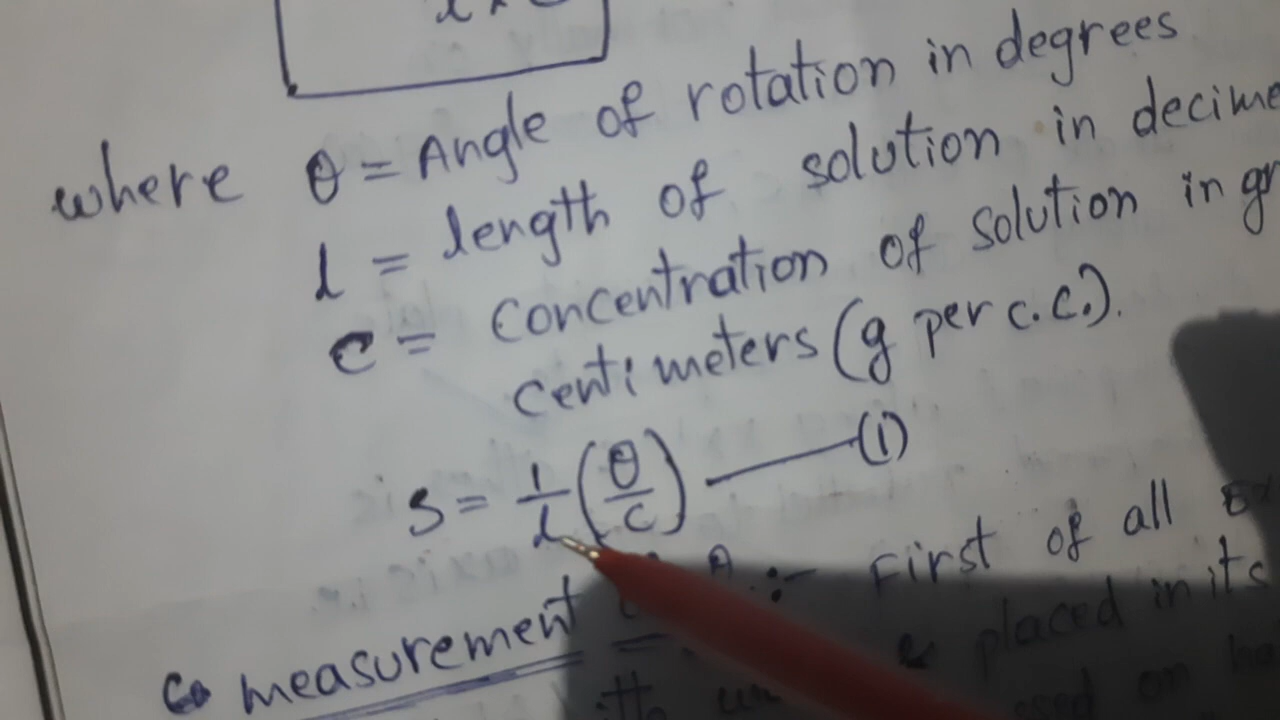 l ×
where θ = Angle of rotation in degrees
l = length of solution in decime
c = concentration of solution in gr
centimeters (g per c.c.).
S = 1/l (θ/c) —— (1)
measurement θ :- First of all
placed in its
on